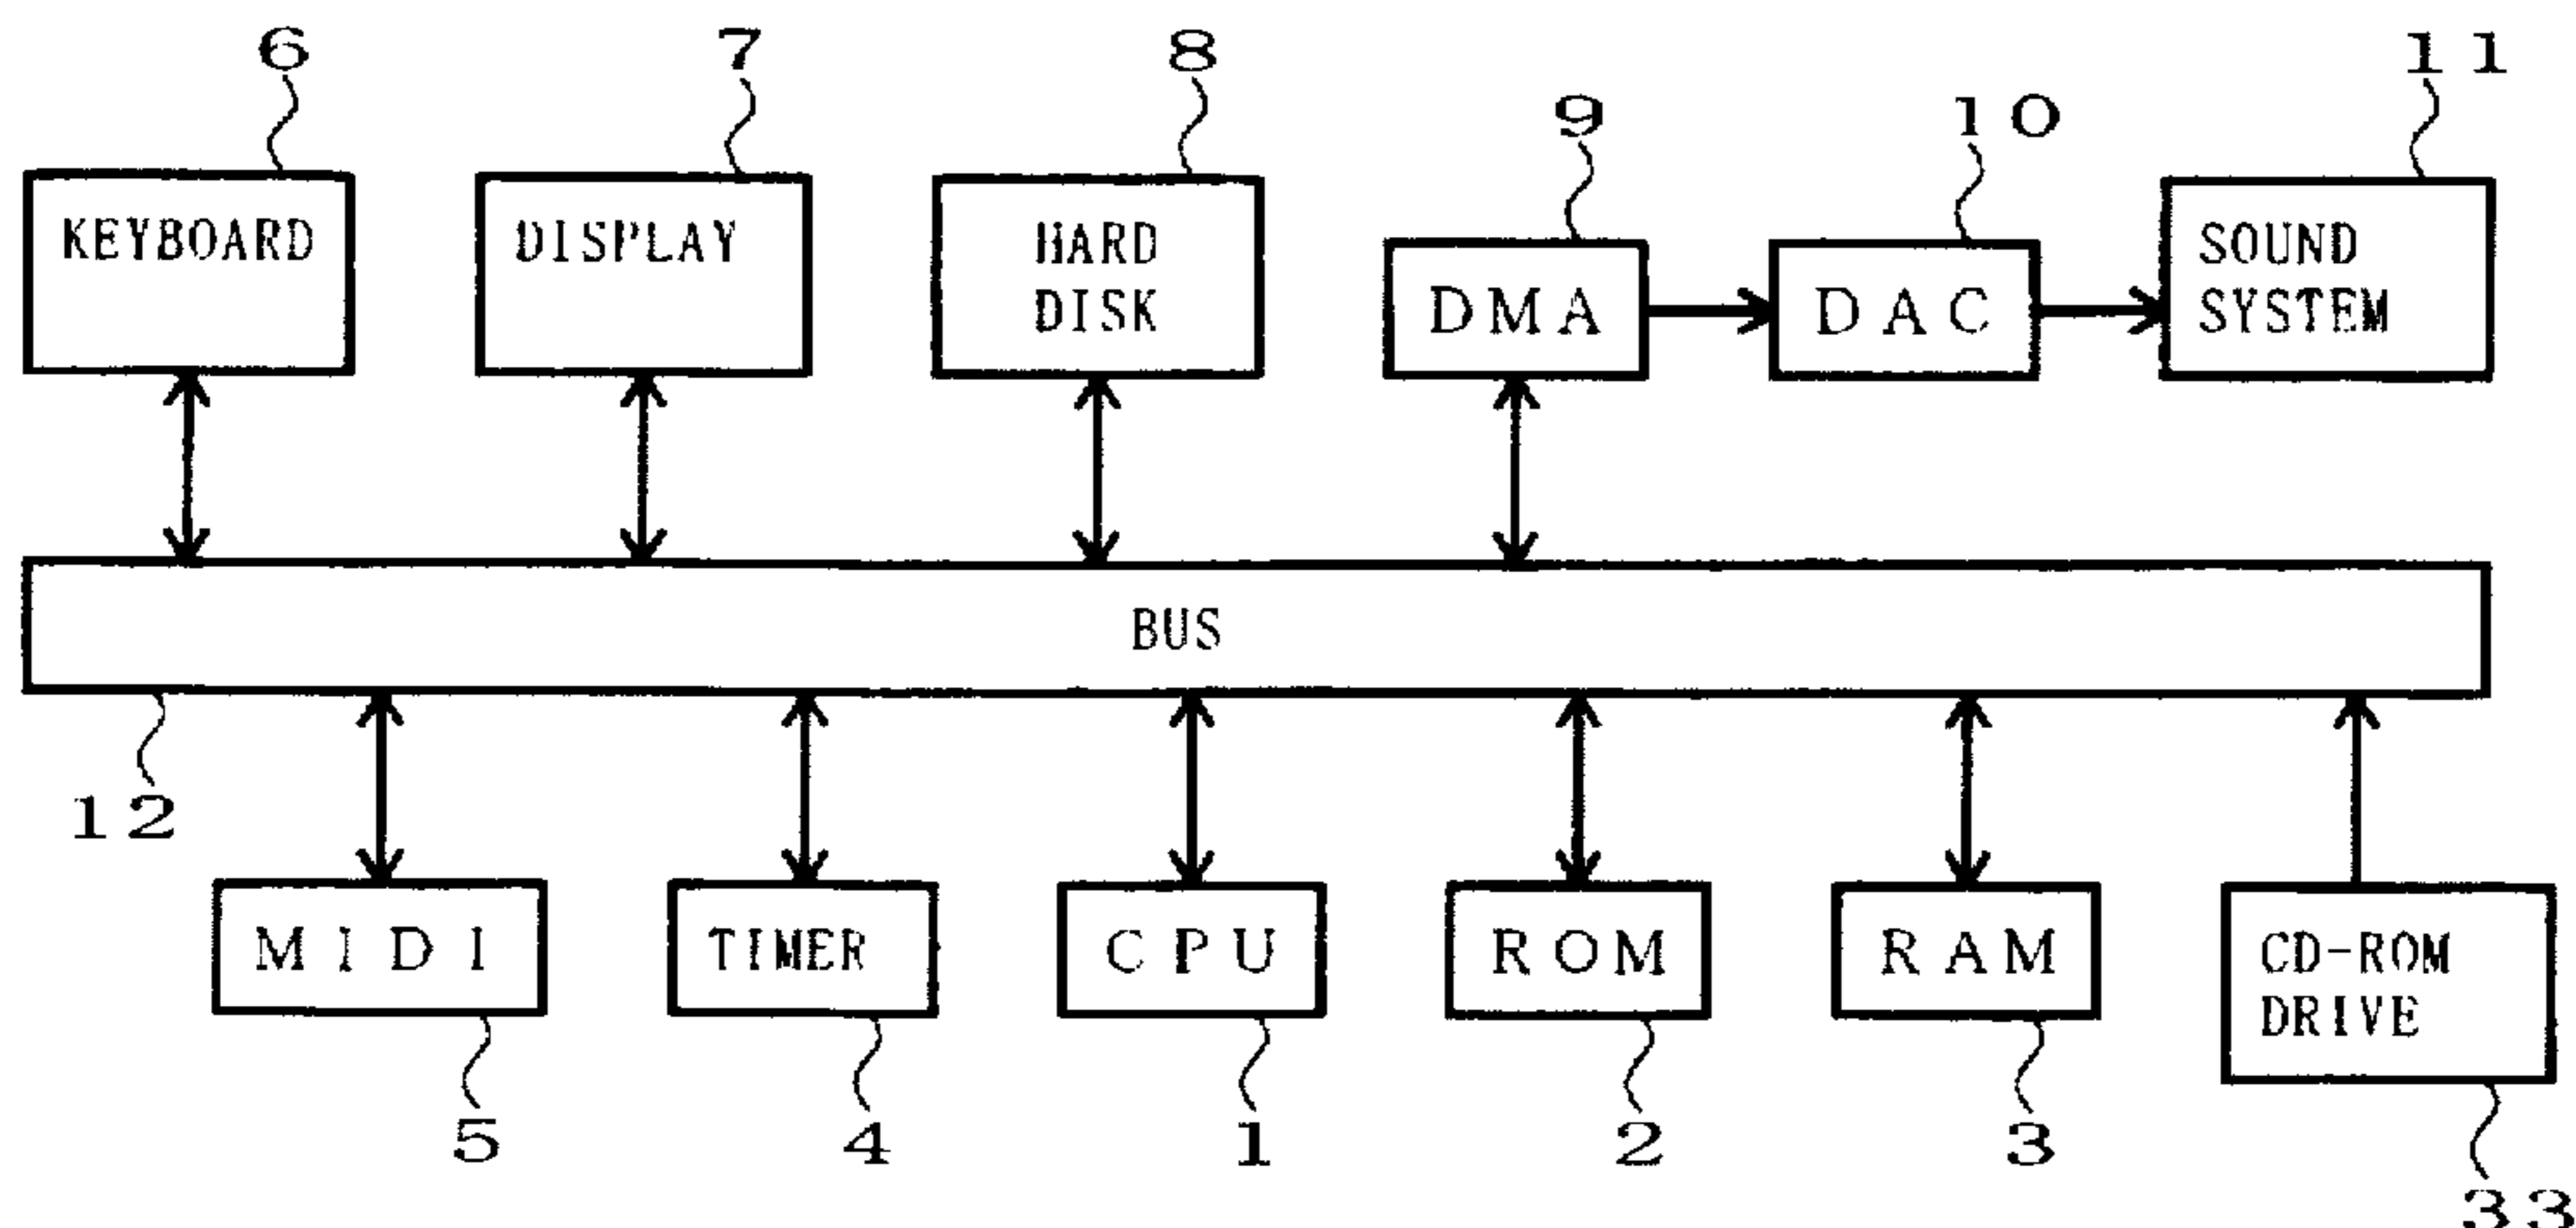 6
7
8
9
10
11
KEYBOARD
DISPLAY
HARD
DISK
DMA
DAC
SOUND
SYSTEM
BUS
12
MIDI
TIMER
CPU
ROM
RAM
CD-ROM
DRIVE
5
4
1
2
3
33